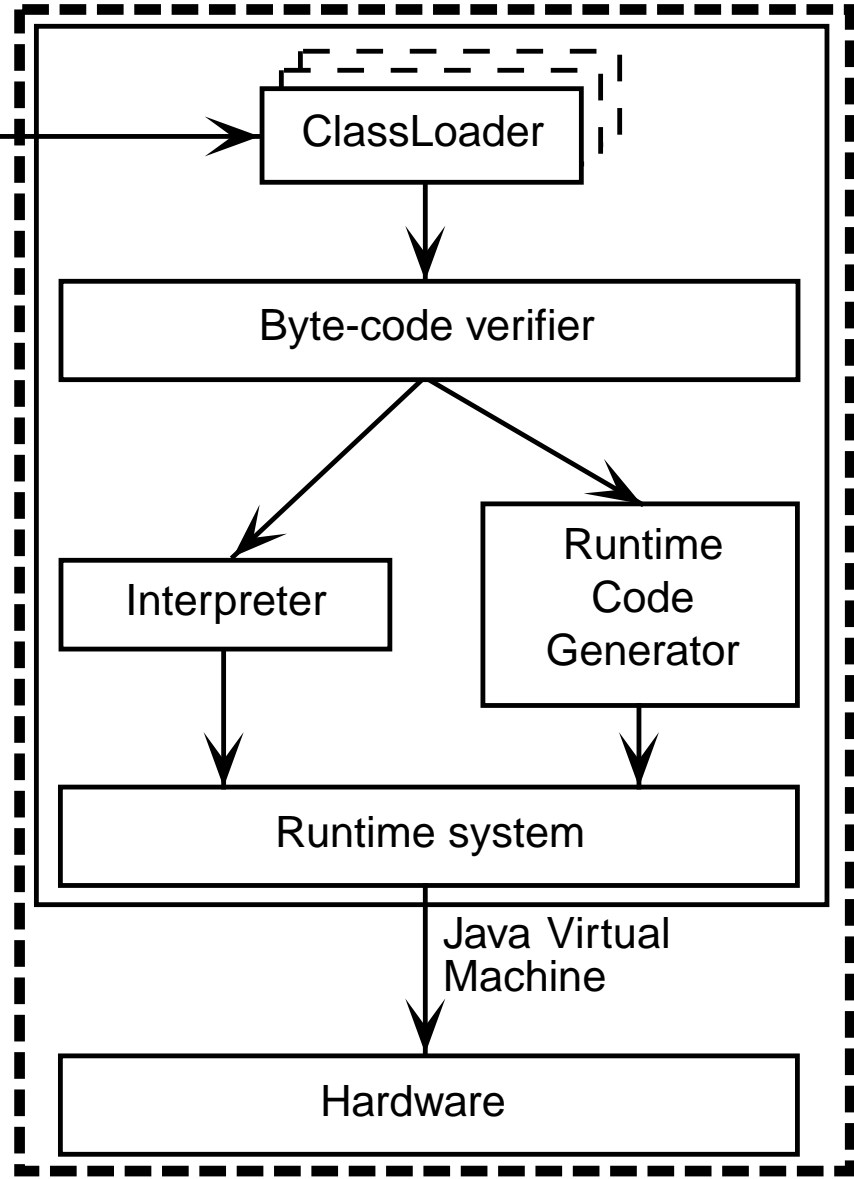 ClassLoader
Byte-code verifier
Interpreter
Runtime
Code
Generator
Runtime system
Java Virtual
Machine
Hardware